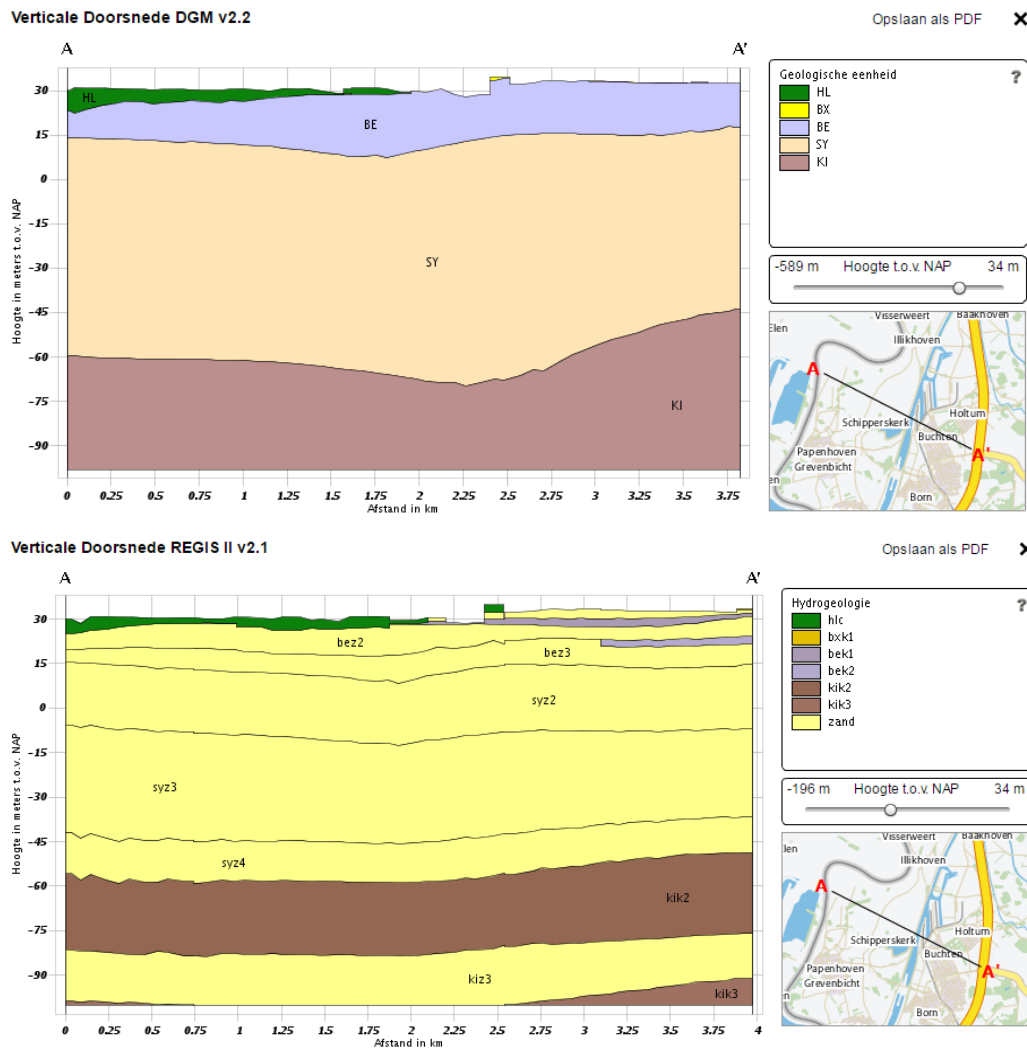 Verticale Doorsnede DGM v2.2
Opslaan als PDF
A
A'
Hoogte in meters t.o.v. NAP
30
15
0
-15
-30
-45
-60
-75
-90
HL
BE
SY
KI
0 0.25 0.5 0.75 1 1.25 1.5 1.75 2 2.25 2.5 2.75 3 3.25 3.5 3.75
Afstand in km
Geologische eenheid
?
HL
BX
BE
SY
KI
-589 m Hoogte t.o.v. NAP 34 m
Visserweert
Baakhoven
Elen
Illikhoven
A
Holtum
Schipperskerk
Buchten
Papenhoven
A'
Grevenbicht
en
Born
Verticale Doorsnede REGIS II v2.1
Opslaan als PDF
A
A'
Hoogte in meters t.o.v. NAP
30
15
0
-15
-30
-45
-60
-75
-90
bez2
bez3
syz2
syz3
syz4
kik2
kiz3
kik3
0 0.25 0.5 0.75 1 1.25 1.5 1.75 2 2.25 2.5 2.75 3 3.25 3.5 3.75 4
Afstand in km
Hydrogeologie
?
hlc
bxk1
bek1
bek2
kik2
kik3
zand
-196 m Hoogte t.o.v. NAP 34 m
Visserweert
Baakhoven
len
Illikhoven
A
Holtum
Schipperskerk
Buchten
Papenhoven
A'
Grevenbicht
n
Born